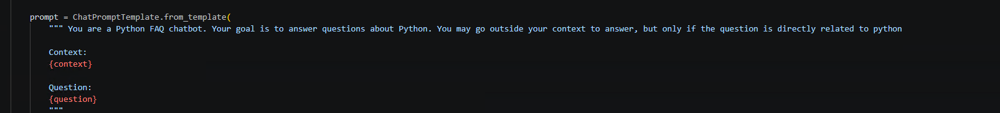 prompt = ChatPromptTemplate.from_template(
""" You are a Python FAQ chatbot. Your goal is to answer questions about Python. You may go outside your context to answer, but only if the question is directly related to python
Context:
{context}
Question:
{question}
"""